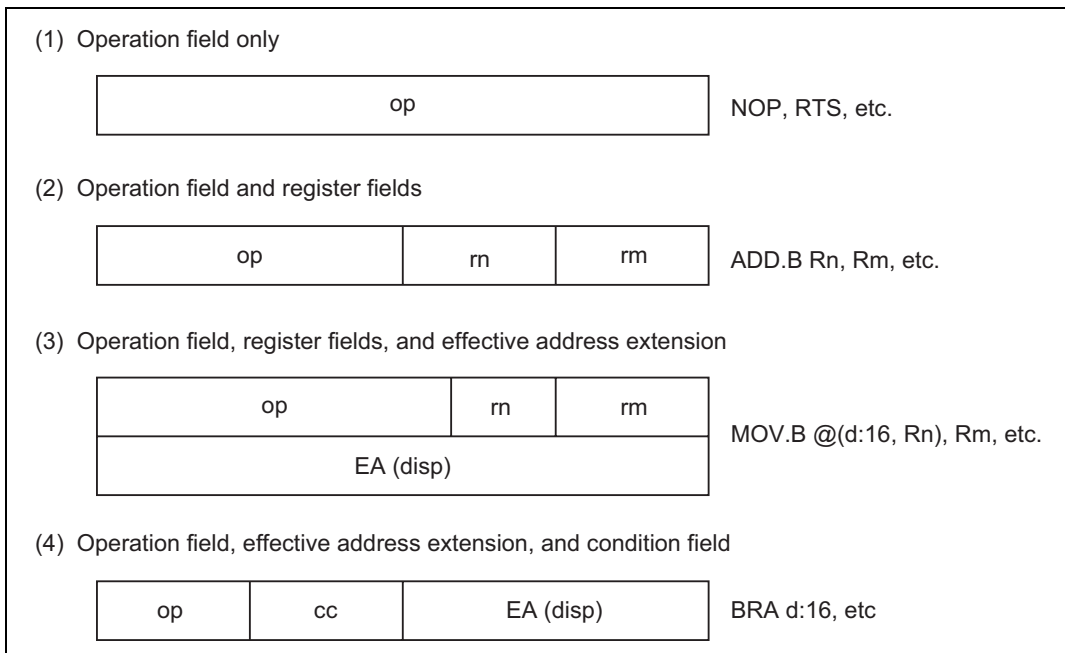 (1) Operation field only
op
NOP, RTS, etc.
(2) Operation field and register fields
op rn rm
ADD.B Rn, Rm, etc.
(3) Operation field, register fields, and effective address extension
op rn rm
EA (disp)
MOV.B @(d:16, Rn), Rm, etc.
(4) Operation field, effective address extension, and condition field
op cc EA (disp)
BRA d:16, etc